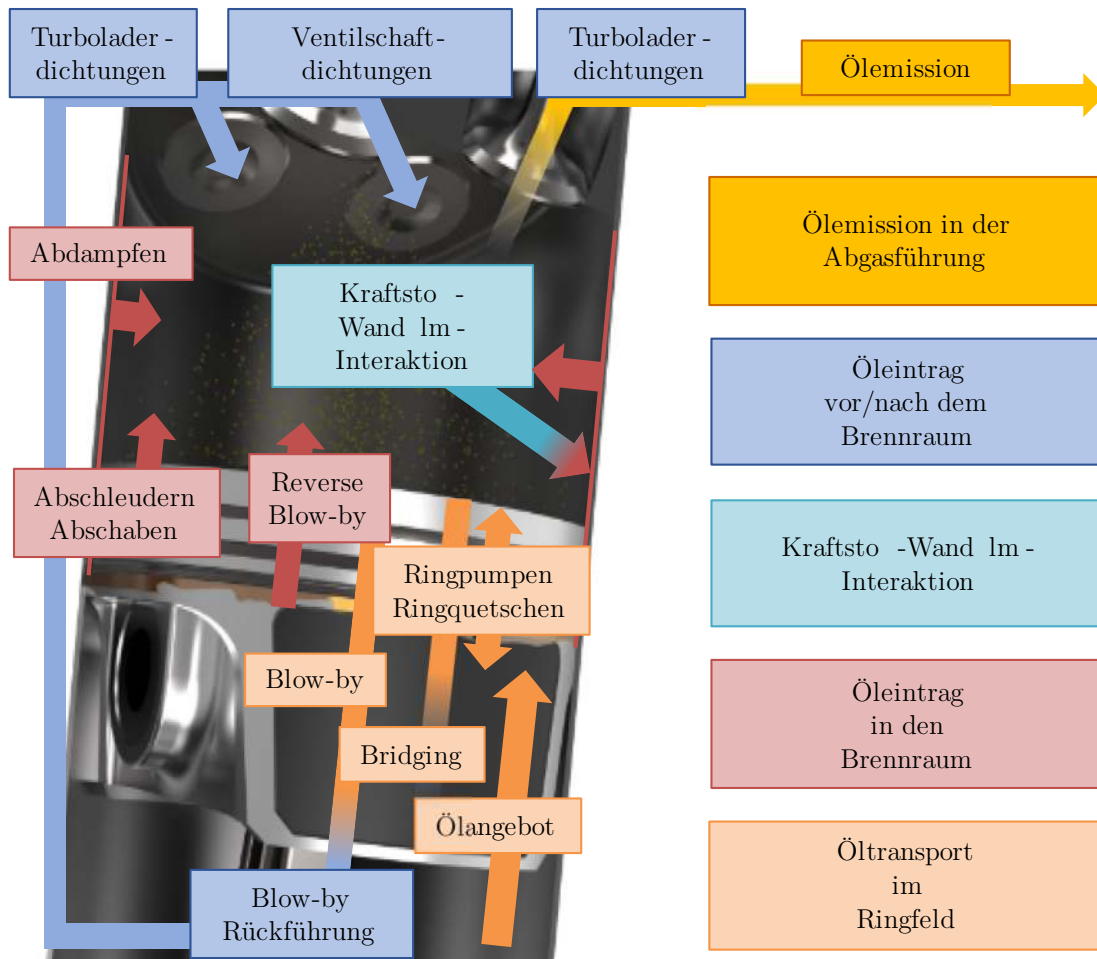 Turbolader-
dichtungen
Ventilschaft-
dichtungen
Turbolader-
dichtungen
Ölemission
Abdampfen
Kraftsto -
Wand lm-
Interaktion
Abschleudern
Abschaben
Reverse
Blow-by
Ringpumpen
Ringquetschen
Blow-by
Bridging
Ölangebot
Blow-by
Rückführung
Ölemission in der
Abgasführung
Öleintrag
vor/nach dem
Brennraum
Kraftsto -Wand lm-
Interaktion
Öleintrag
in den
Brennraum
Öltransport
im
Ringfeld